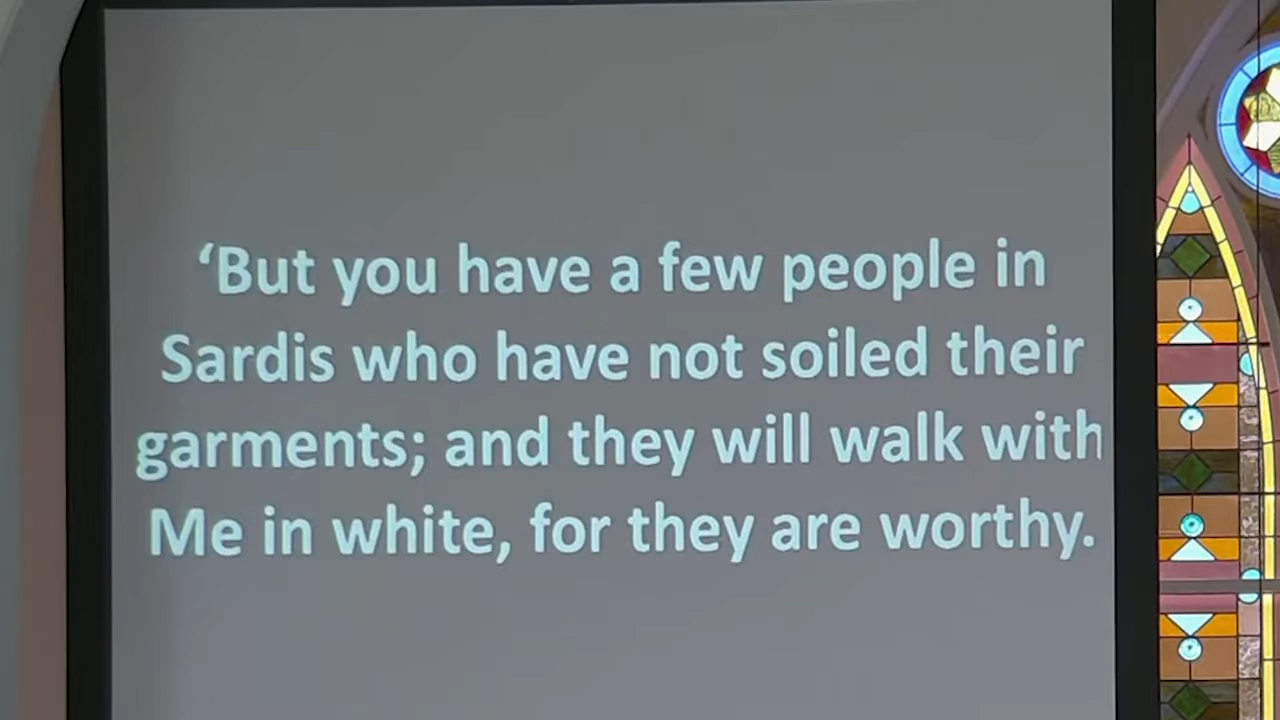 ‘But you have a few people in
Sardis who have not soiled their
garments; and they will walk with
Me in white, for they are worthy.